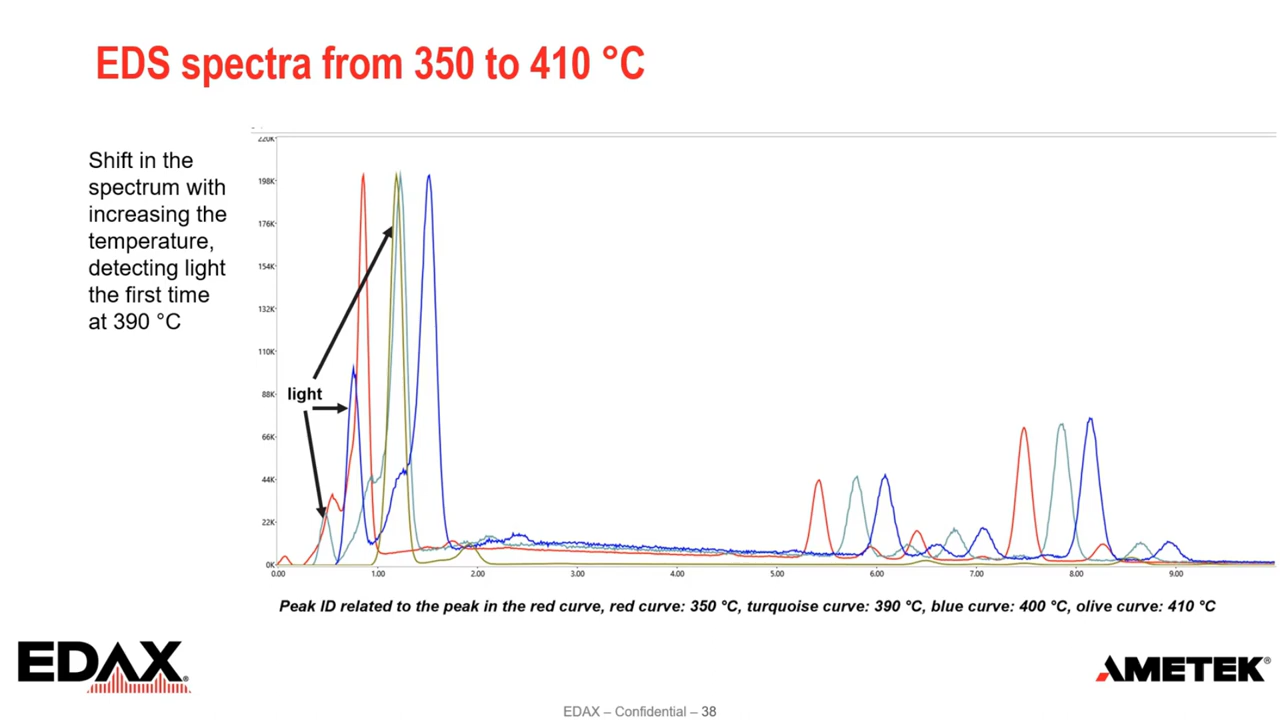 EDS spectra from 350 to 410 °C
Shift in the
spectrum with
increasing the
temperature,
detecting light
the first time
at 390 °C
220K
198K
176K
154K
132K
110K
88K
66K
44K
22K
0K
light
0.00 1.00 2.00 3.00 4.00 5.00 6.00 7.00 8.00 9.00
Peak ID related to the peak in the red curve, red curve: 350 °C, turquoise curve: 390 °C, blue curve: 400 °C, olive curve: 410 °C
EDAX®
AMETEK®
EDAX – Confidential – 38